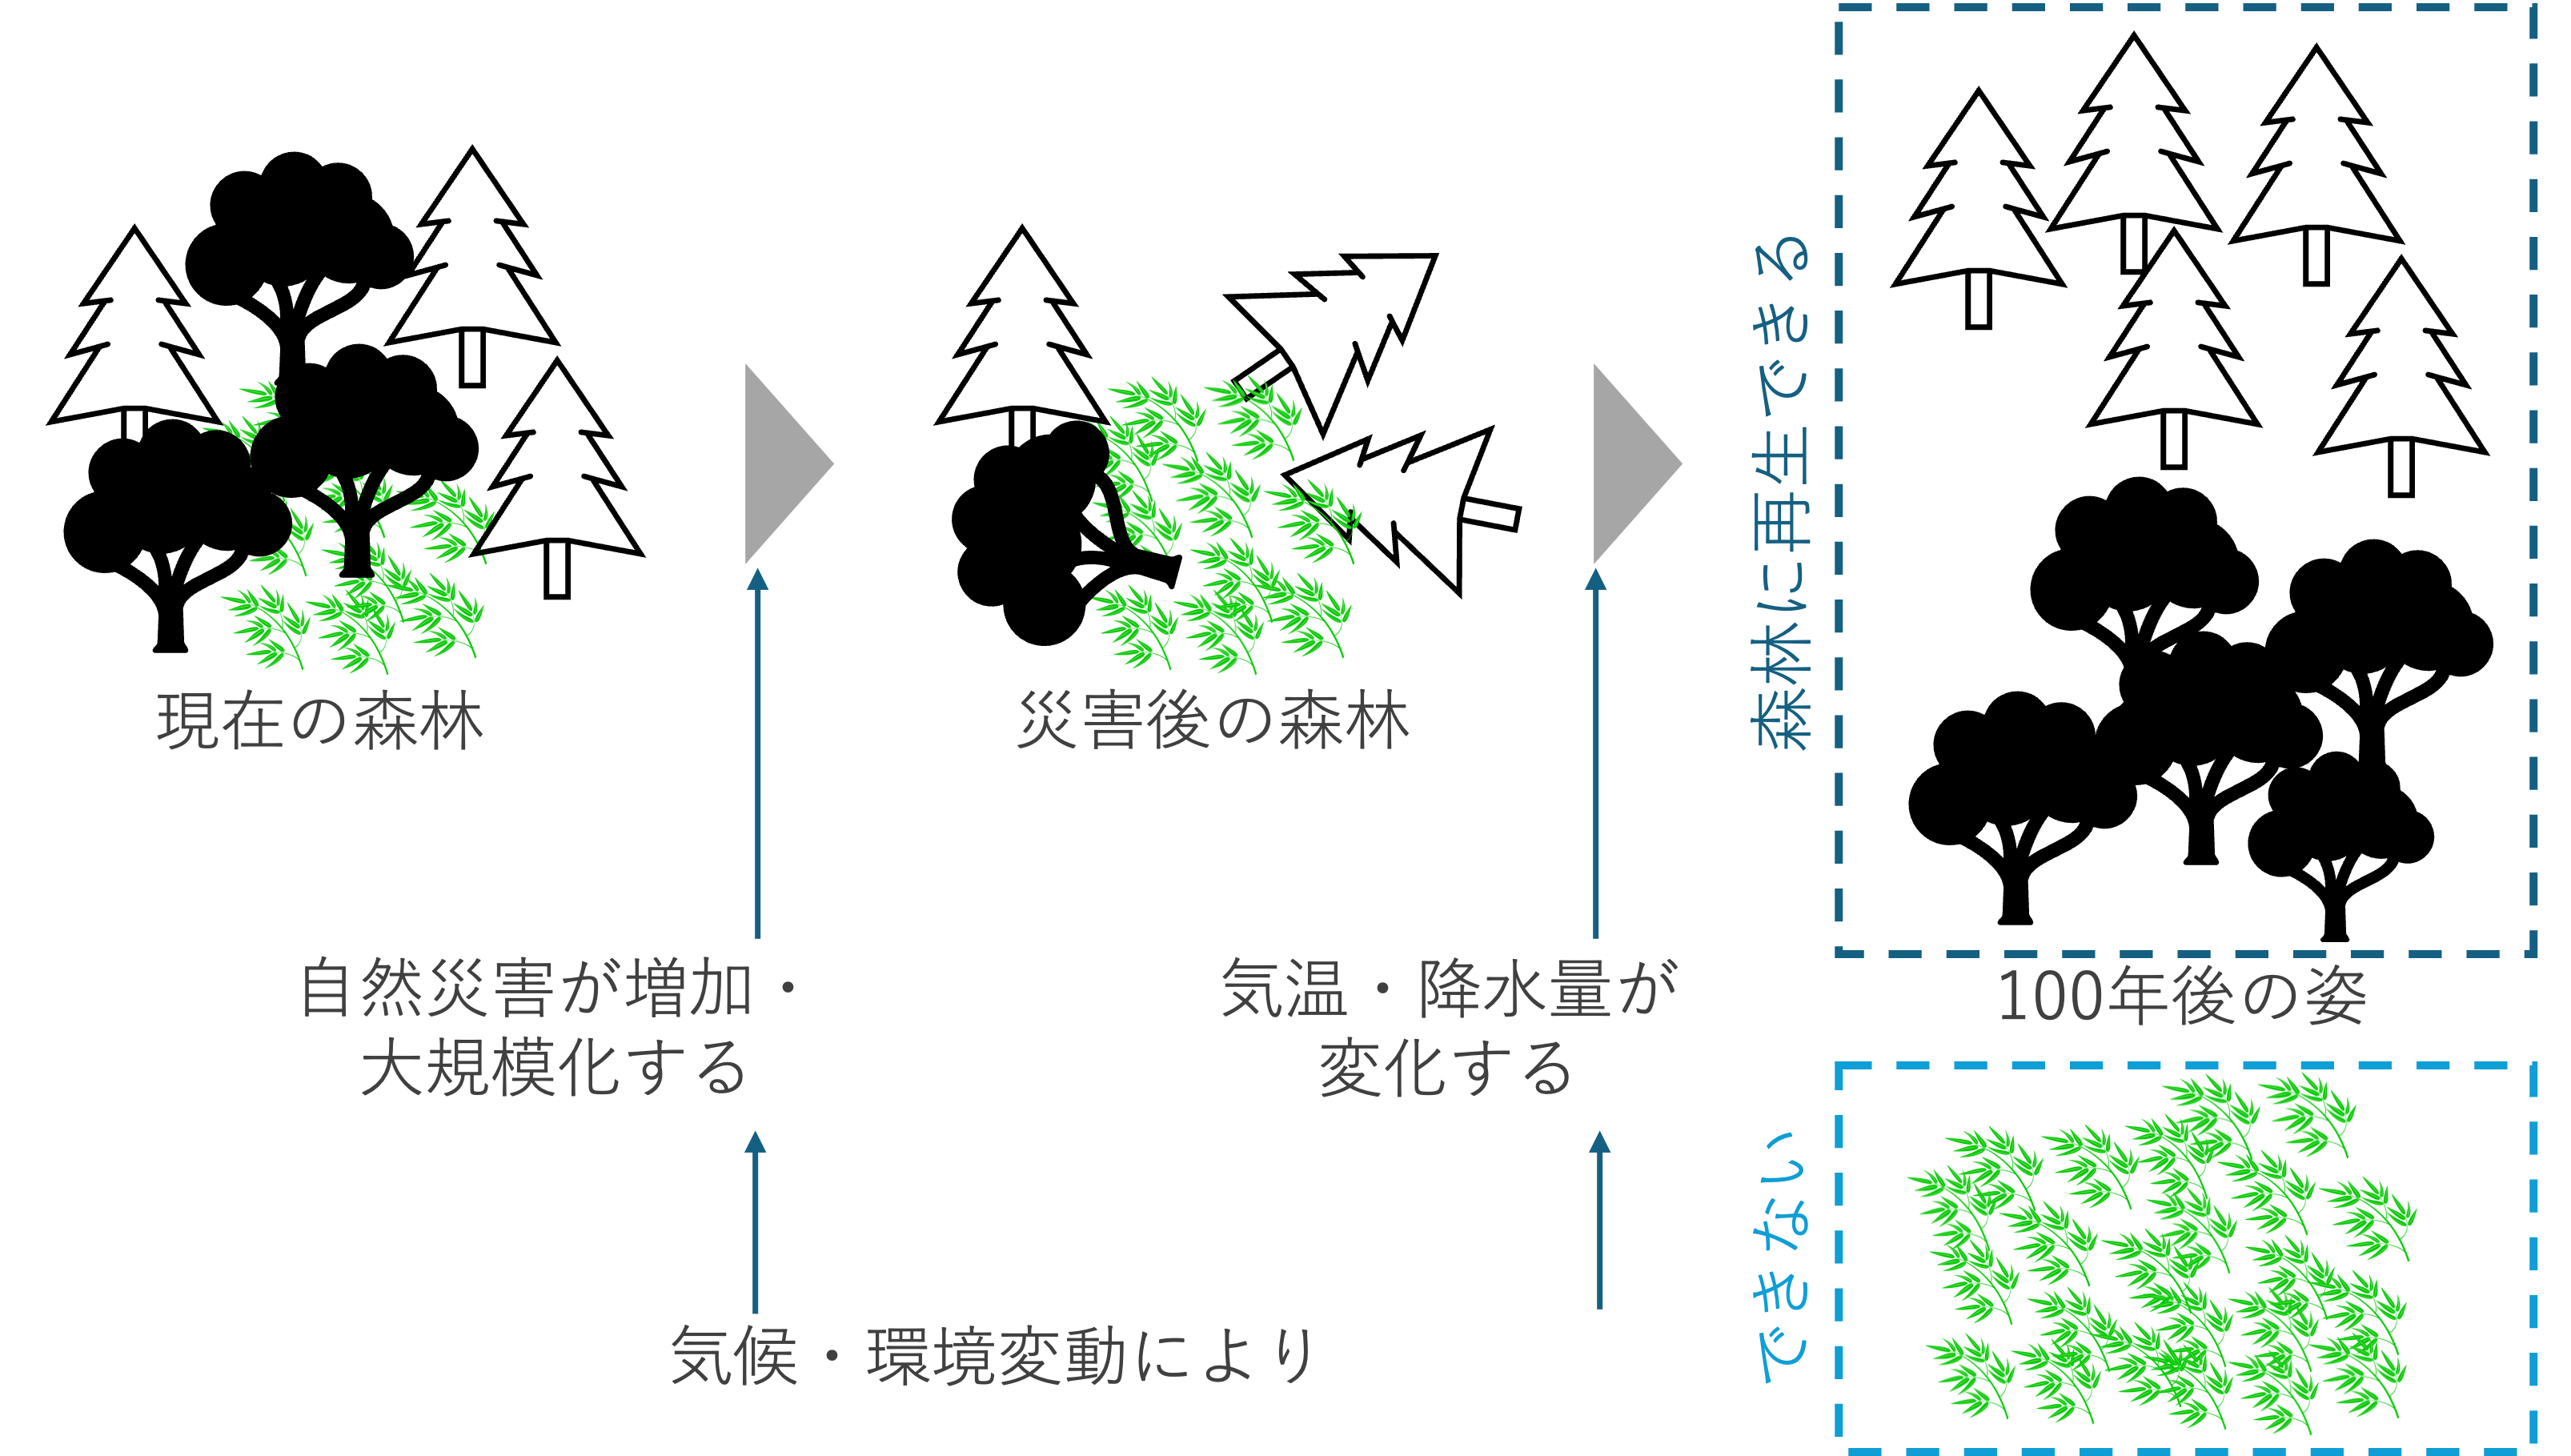 現在の森林
災害後の森林
森林に再生できる
自然災害が増加・
大規模化する
気温・降水量が
変化する
100年後の姿
できない
気候・環境変動により